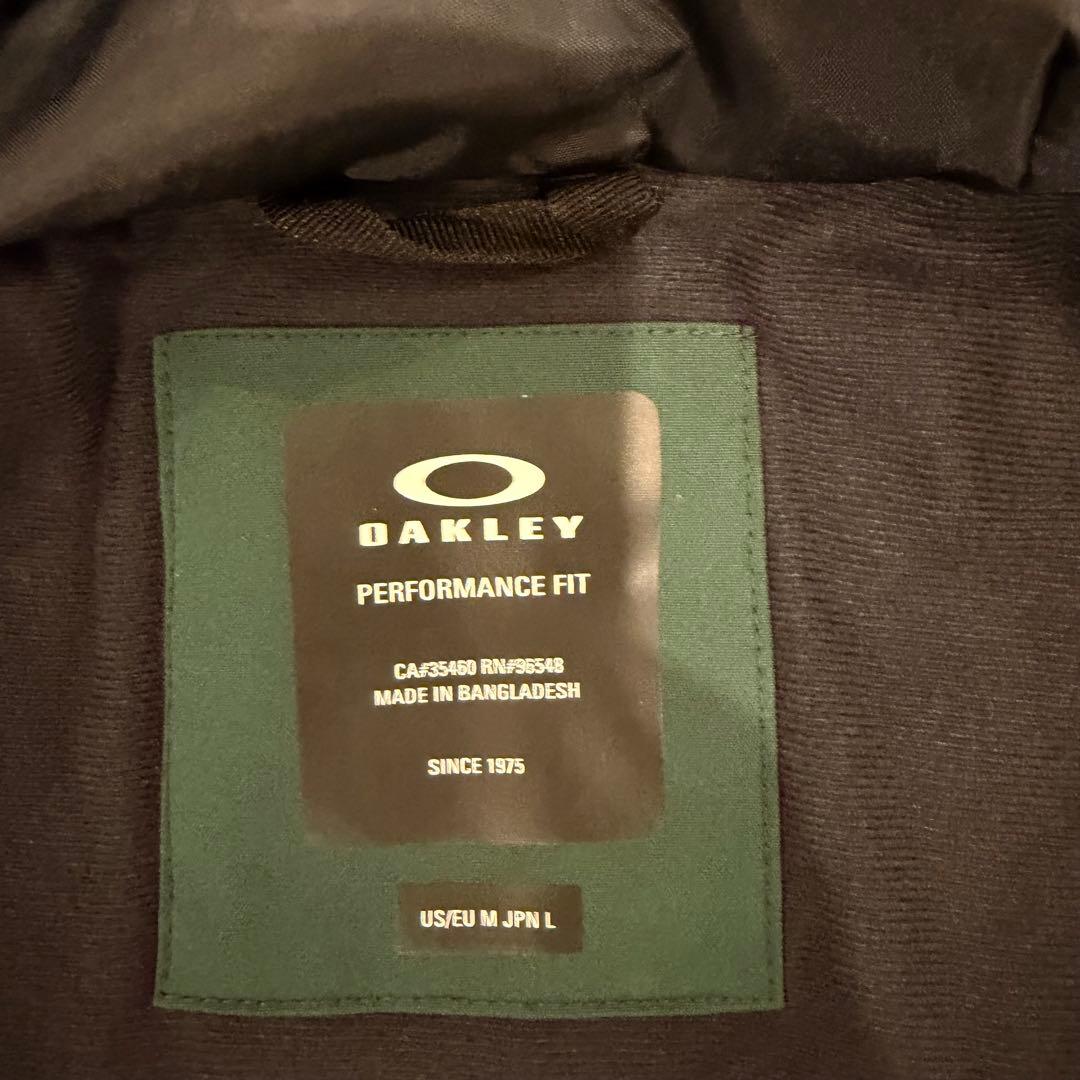 OAKLEY
PERFORMANCE FIT
CA#35460 RN#96548
MADE IN BANGLADESH
SINCE 1975
US/EU M JPN L